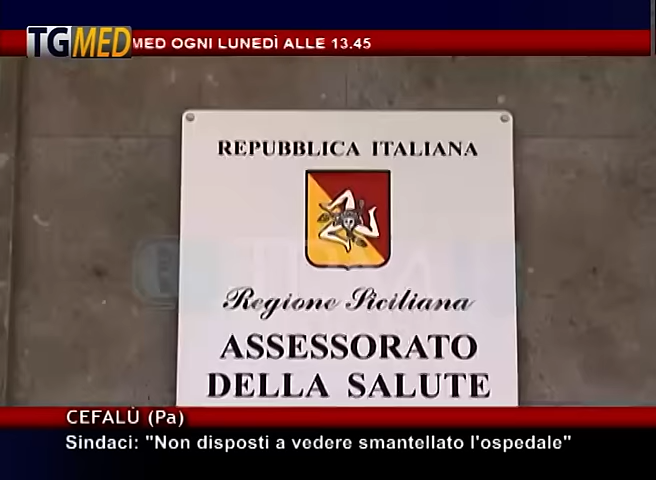 TGMED MED OGNI LUNEDÌ ALLE 13.45
REPUBBLICA ITALIANA
Regione Siciliana
ASSESSORATO
DELLA SALUTE
CEFALÙ (Pa)
Sindaci: "Non disposti a vedere smantellato l'ospedale"